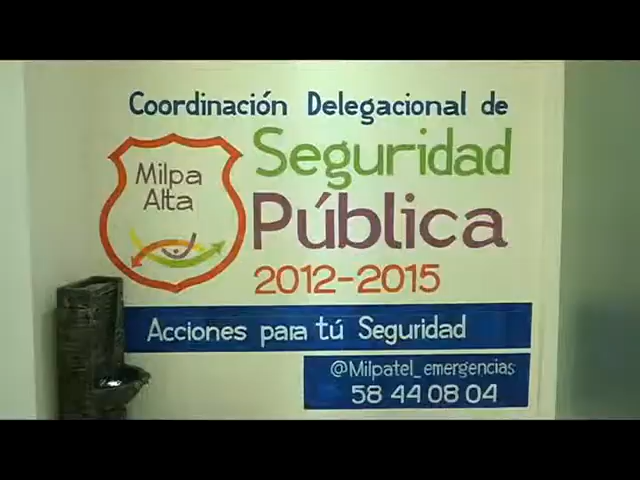 Coordinación Delegacional de
Seguridad
Milpa
Alta
Pública
2012-2015
Acciones para tú Seguridad
@Milpatel_emergencias
58 44 08 04